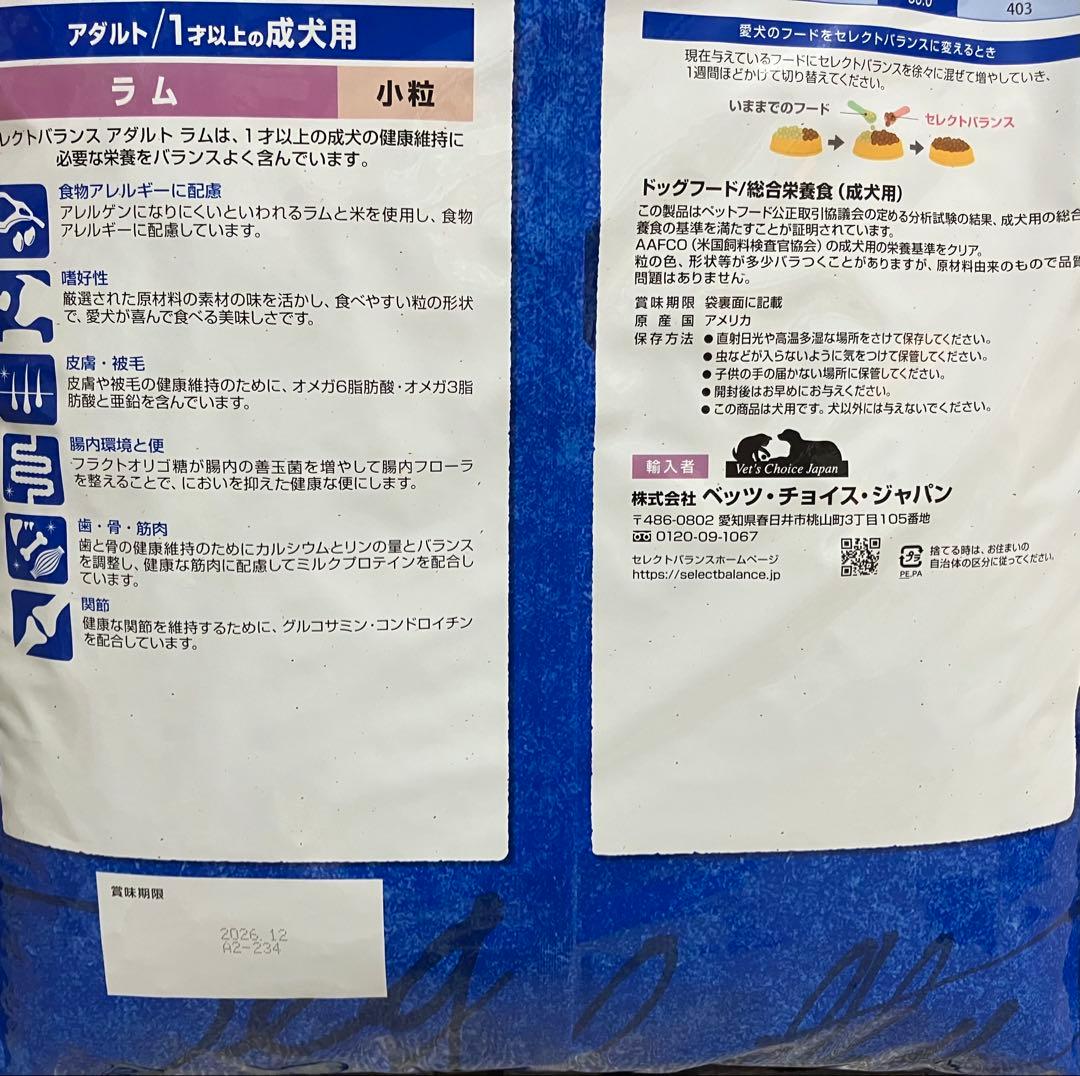 アダルト/1才以上の成犬用
ラム
小粒
レクトバランス アダルト ラムは、1才以上の成犬の健康維持に
必要な栄養をバランスよく含んでいます。
食物アレルギーに配慮
アレルゲンになりにくいといわれるラムと米を使用し、食物
アレルギーに配慮しています。
嗜好性
厳選された原材料の素材の味を活かし、食べやすい粒の形状
で、愛犬が喜んで食べる美味しさです。
皮膚・被毛
皮膚や被毛の健康維持のために、オメガ6脂肪酸・オメガ3脂
肪酸と亜鉛を含んでいます。
腸内環境と便
フラクトオリゴ糖が腸内の善玉菌を増やして腸内フローラ
を整えることで、においを抑えた健康な便にします。
歯・骨・筋肉
歯と骨の健康維持のためにカルシウムとリンの量とバランス
を調整し、健康な筋肉に配慮してミルクプロテインを配合し
ています。
関節
健康な関節を維持するために、グルコサミン・コンドロイチン
を配合しています。
賞味期限
2026.12
A2-234
403
愛犬のフードをセレクトバランスに変えるとき
現在与えているフードにセレクトバランスを徐々に混ぜて増やしていき、
1週間ほどかけて切り替えてください。
いままでのフード
セレクトバランス
ドッグフード/総合栄養食(成犬用)
この製品はペットフード公正取引協議会の定める分析試験の結果、成犬用の総合
養食の基準を満たすことが証明されています。
AAFCO(米国飼料検査官協会)の成犬用の栄養基準をクリア。
粒の色、形状等が多少バラつくことがありますが、原材料由来のもので品質
問題はありません。
賞味期限 袋裏面に記載
原産国 アメリカ
保存方法 ●直射日光や高温多湿な場所をさけて保存してください。
●虫などが入らないように気をつけて保管してください。
●子供の手の届かない場所に保管してください。
●開封後はお早めにお与えください。
●この商品は犬用です。犬以外には与えないでください。
輸入者
Vet's Choice Japan
株式会社 ベッツ・チョイス・ジャパン
〒486-0802 愛知県春日井市桃山町3丁目105番地
0120-09-1067
セレクトバランスホームページ
https://selectbalance.jp
プラ
PE,PA
捨てる時は、お住まいの
自治体の区分に従ってください。